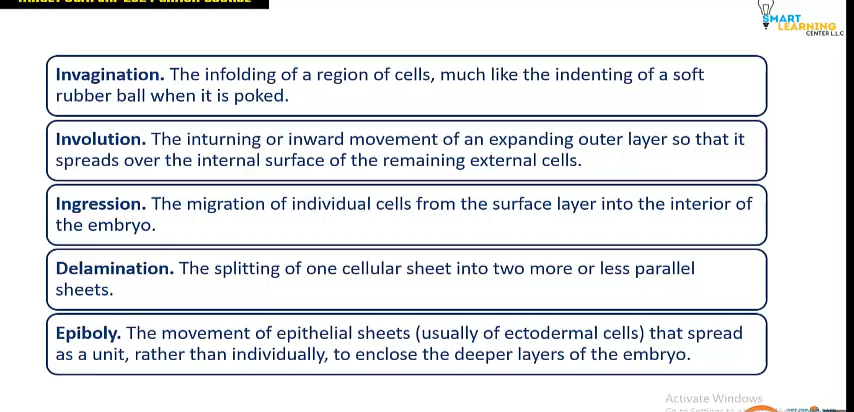 SMART
LEARNING
CENTER L.L.C
Invagination. The infolding of a region of cells, much like the indenting of a soft
rubber ball when it is poked.
Involution. The inturning or inward movement of an expanding outer layer so that it
spreads over the internal surface of the remaining external cells.
Ingression. The migration of individual cells from the surface layer into the interior of
the embryo.
Delamination. The splitting of one cellular sheet into two more or less parallel
sheets.
Epiboly. The movement of epithelial sheets (usually of ectodermal cells) that spread
as a unit, rather than individually, to enclose the deeper layers of the embryo.
Activate Windows